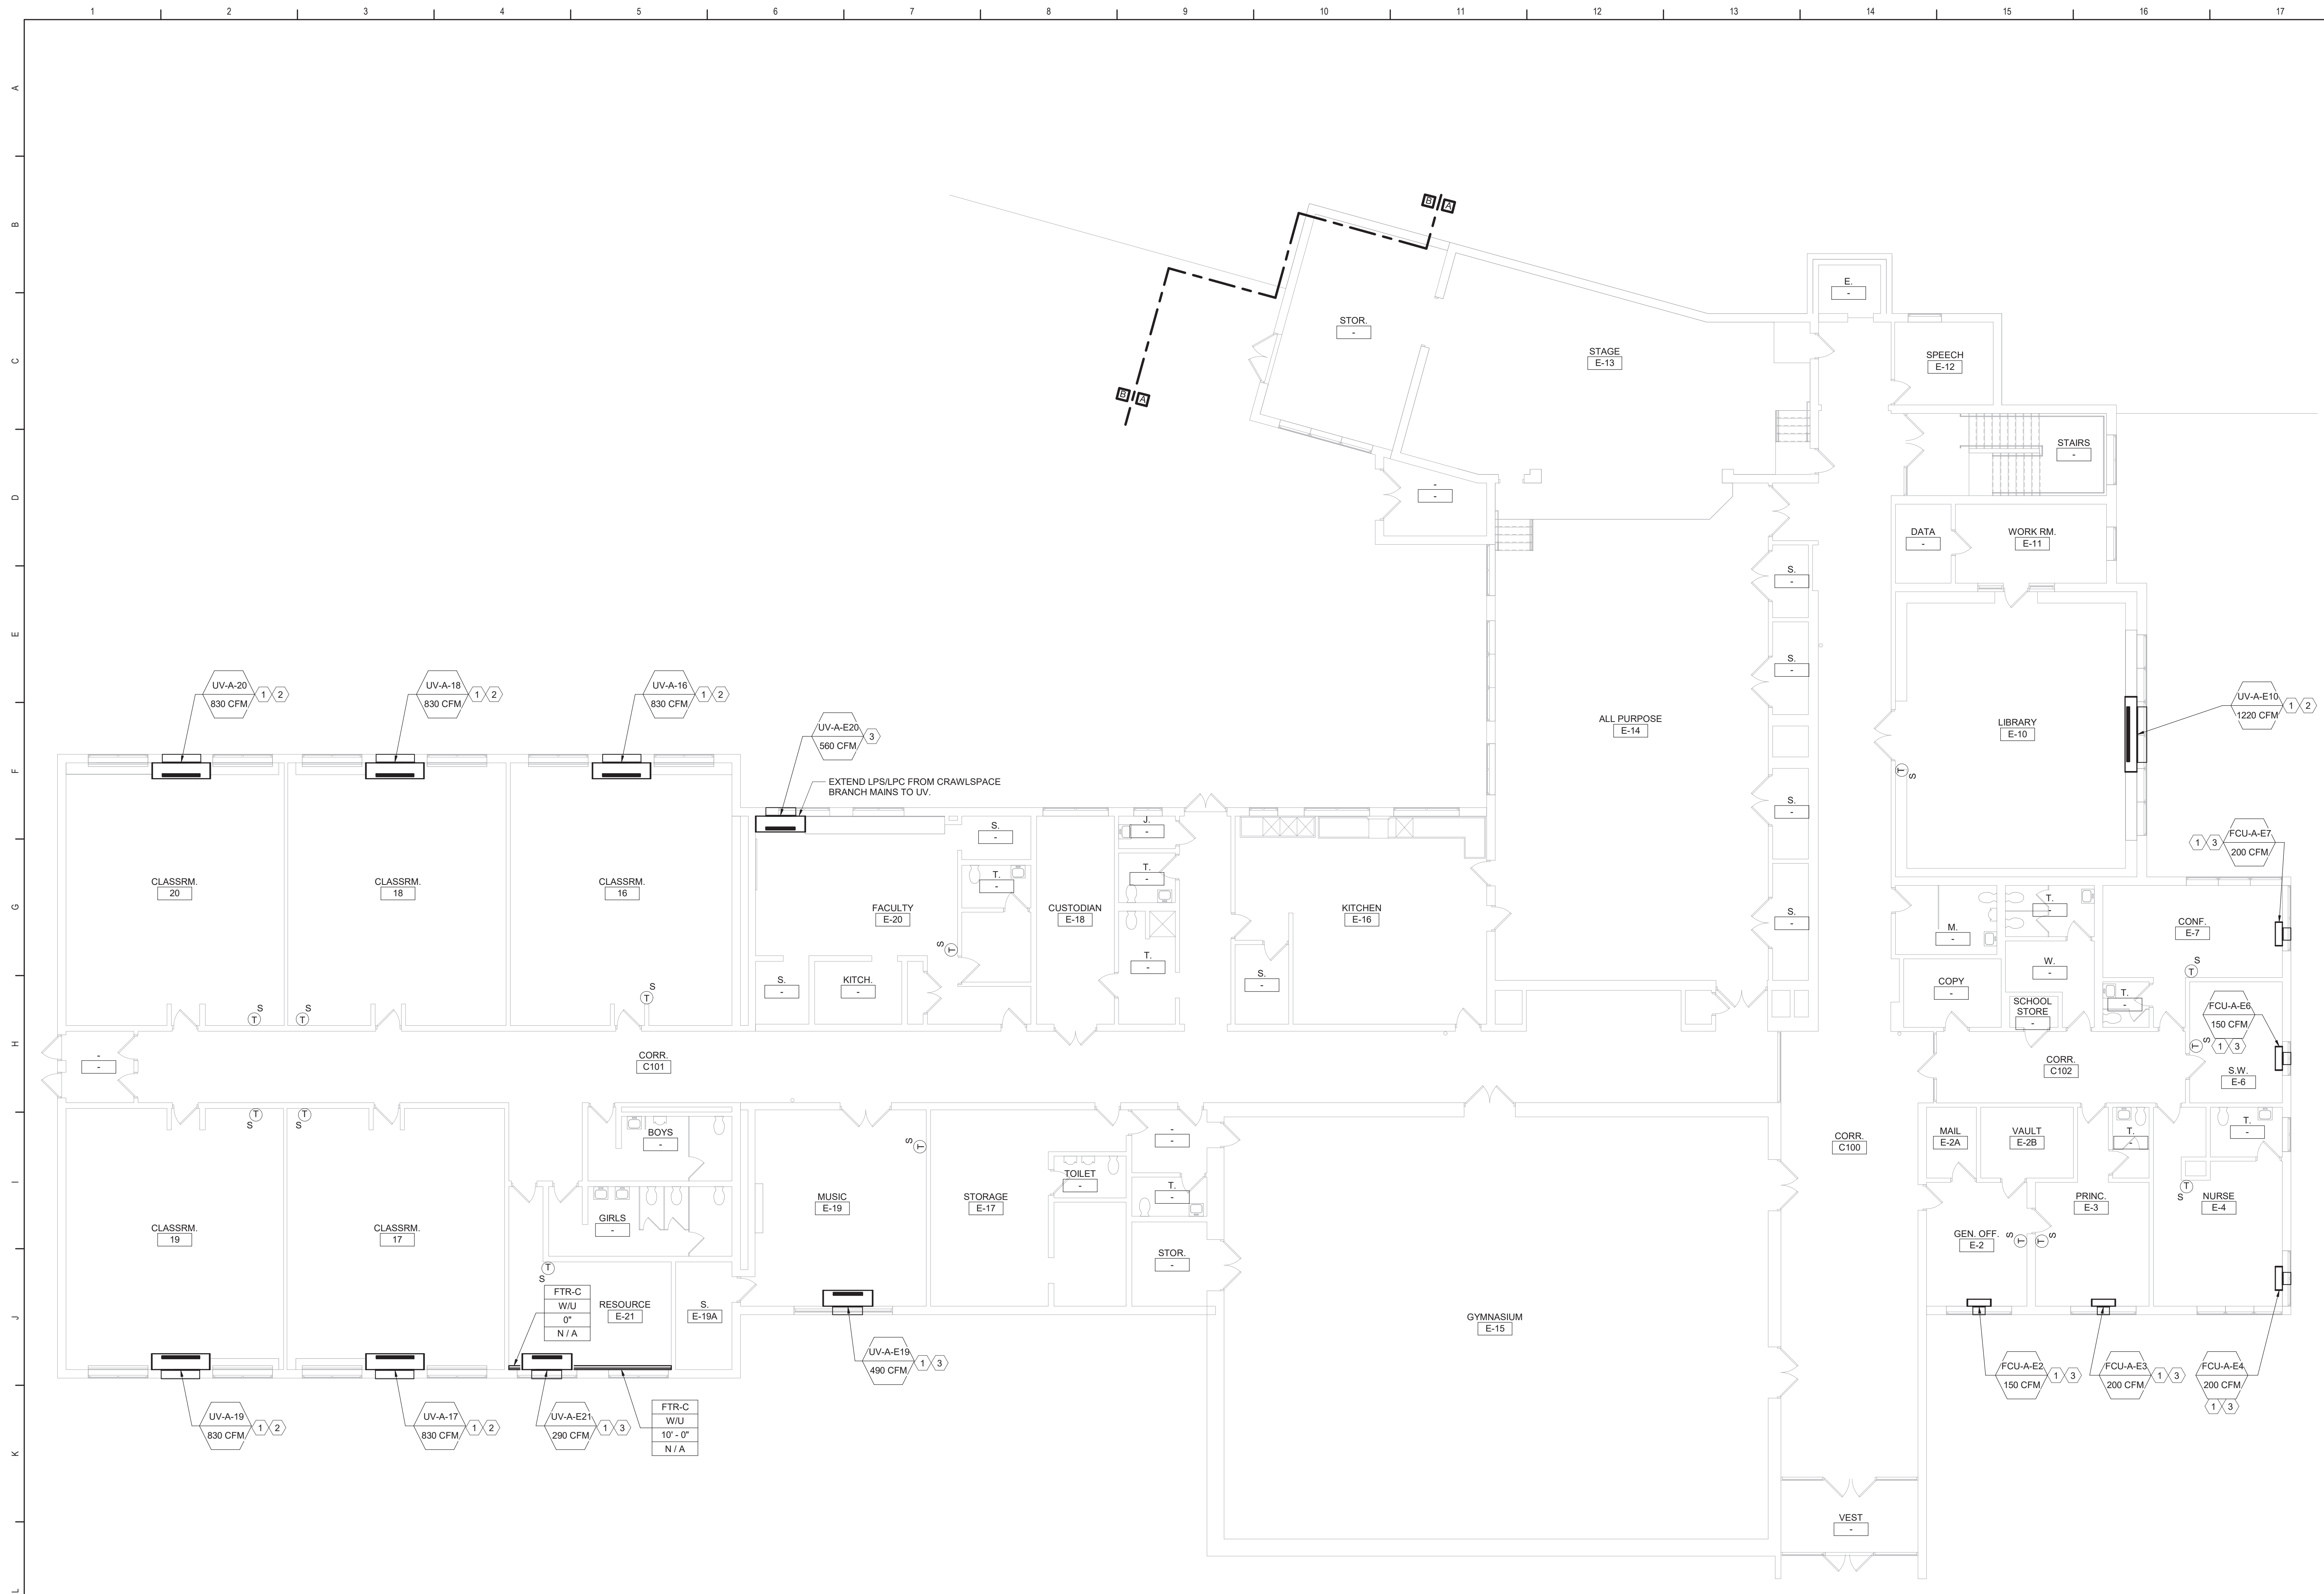 1 2 3 4 5 6 7 8 9 10 11 12 13 14 15 16 17
A
B
C
D
E
F
G
H
I
J
K
L
B A
B A
E.
-
STOR.
-
STAGE
E-13
SPEECH
E-12
STAIRS
-
-
-
DATA
-
WORK RM.
E-11
S.
-
S.
-
ALL PURPOSE
E-14
LIBRARY
E-10
T
S
UV-A-E10
1220 CFM
1 2
UV-A-20
830 CFM
1 2
UV-A-18
830 CFM
1 2
UV-A-16
830 CFM
1 2
UV-A-E20
560 CFM
3
EXTEND LPS/LPC FROM CRAWLSPACE
BRANCH MAINS TO UV.
S.
-
S.
-
J.
-
FCU-A-E7
200 CFM
1 3
CLASSRM.
20
CLASSRM.
18
CLASSRM.
16
T.
-
T.
-
FACULTY
E-20
CUSTODIAN
E-18
KITCHEN
E-16
S.
-
M.
-
T.
-
CONF.
E-7
S
T
T.
-
S.
-
KITCH.
-
S.
-
COPY
-
W.
-
SCHOOL
STORE
-
T.
-
S
T
S
T
S
T
S
T
FCU-A-E6
150 CFM
1 3
S
T
-
-
CORR.
C101
CORR.
C102
S.W.
E-6
T
S
T
S
BOYS
-
S
T
-
-
CORR.
C100
MAIL
E-2A
VAULT
E-2B
T.
-
T.
-
CLASSRM.
19
CLASSRM.
17
GIRLS
-
MUSIC
E-19
STORAGE
E-17
TOILET
-
T.
-
PRINC.
E-3
T
S
NURSE
E-4
GEN. OFF.
E-2
S
T
S
T
STOR.
-
T
S
FTR-C
W/U
0"
N / A
RESOURCE
E-21
S.
E-19A
GYMNASIUM
E-15
UV-A-E19
490 CFM
1 3
FCU-A-E2
150 CFM
1 3
FCU-A-E3
200 CFM
1 3
FCU-A-E4
200 CFM
1 3
UV-A-19
830 CFM
1 2
UV-A-17
830 CFM
1 2
UV-A-E21
290 CFM
1 3
FTR-C
W/U
10' - 0"
N / A
VEST
-